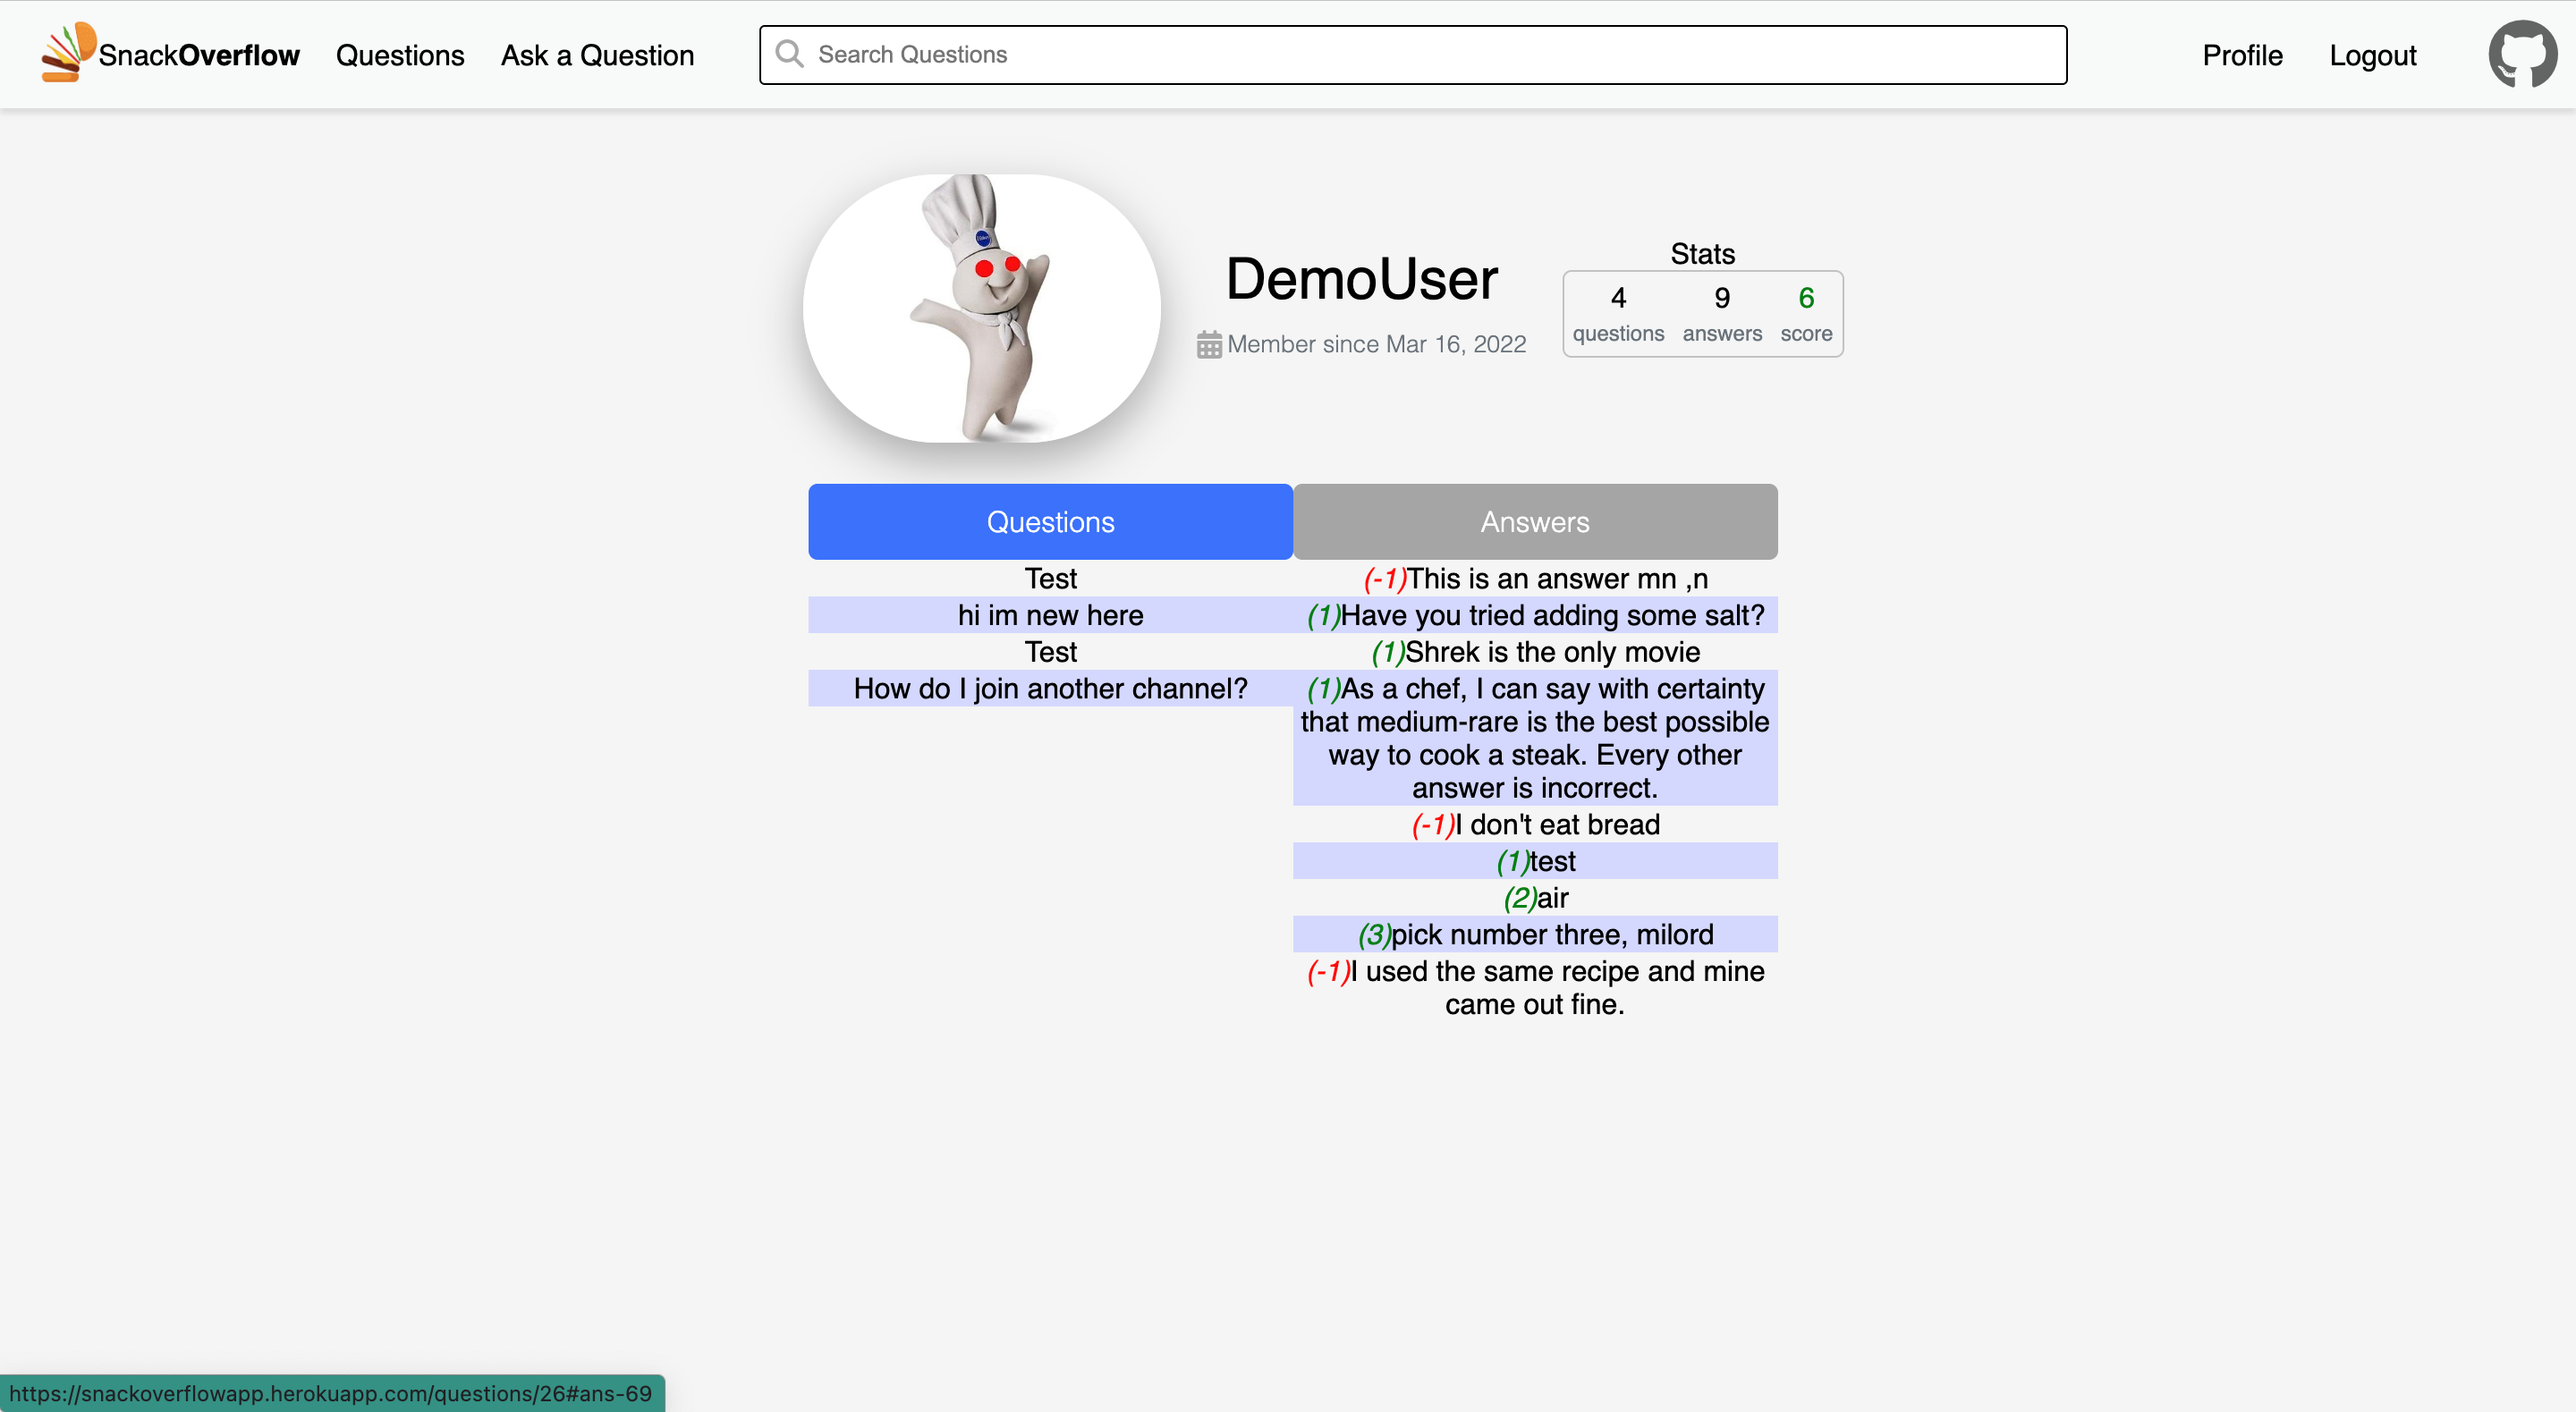 SnackOverflow Questions Ask a Question Search Questions Profile Logout
DemoUser
Member since Mar 16, 2022
Stats
4 9 6
questions answers score
Questions Answers
Test
hi im new here
Test
How do I join another channel?
(-1)This is an answer mn ,n
(1)Have you tried adding some salt?
(1)Shrek is the only movie
(1)As a chef, I can say with certainty
that medium-rare is the best possible
way to cook a steak. Every other
answer is incorrect.
(-1)I don't eat bread
(1)test
(2)air
(3)pick number three, milord
(-1)I used the same recipe and mine
came out fine.
https://snackoverflowapp.herokuapp.com/questions/26#ans-69